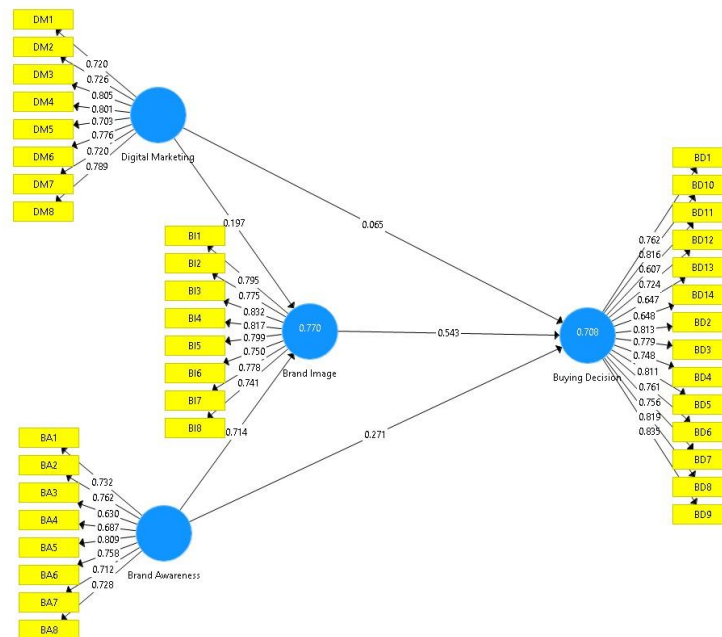 DM1
DM2
DM3
DM4
DM5
DM6
DM7
DM8
0.720
0.726
0.805
0.801
0.703
0.776
0.720
0.789
Digital Marketing
0.197
0.065
BI1
BI2
BI3
BI4
BI5
BI6
BI7
BI8
0.795
0.775
0.832
0.817
0.799
0.750
0.778
0.741
0.770
Brand Image
0.543
0.714
0.271
BA1
BA2
BA3
BA4
BA5
BA6
BA7
BA8
0.732
0.762
0.630
0.687
0.809
0.758
0.712
0.728
Brand Awareness
0.708
Buying Decision
0.762
0.816
0.607
0.724
0.647
0.648
0.813
0.779
0.748
0.811
0.761
0.756
0.819
0.835
BD1
BD10
BD11
BD12
BD13
BD14
BD2
BD3
BD4
BD5
BD6
BD7
BD8
BD9